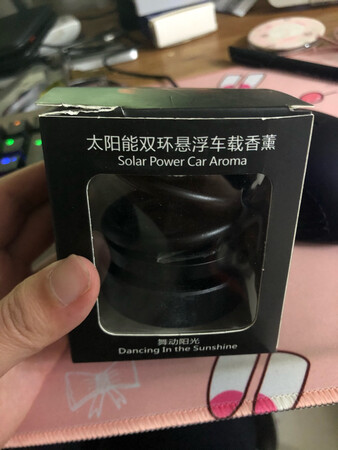 太阳能双环悬浮车载香薰
Solar Power Car Aroma
舞动阳光
Dancing In the Sunshine